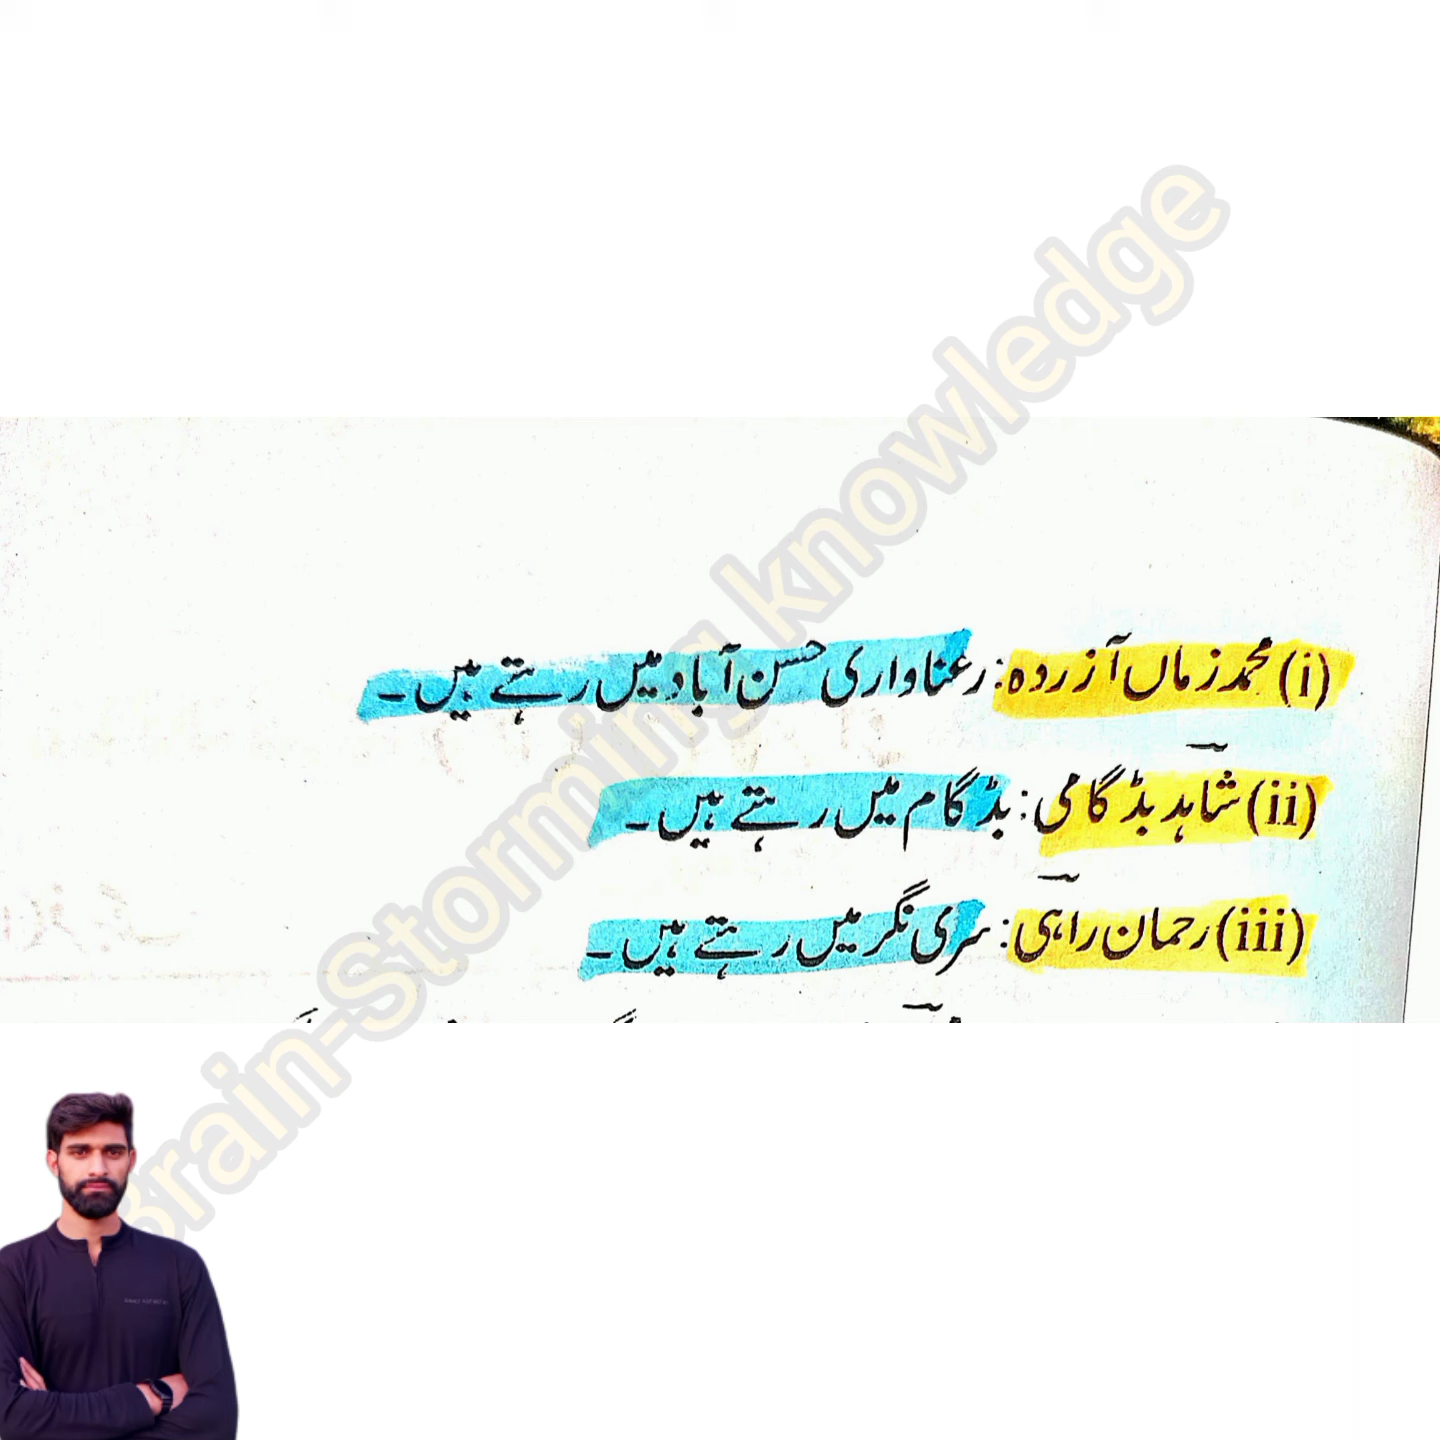 (i) محمد زماں آزردہ: رعناواری حسن آباد میں رہتے ہیں۔
(ii) شاہد بڈگامی: بڈگام میں رہتے ہیں۔
(iii) رحمان راہی: سری نگر میں رہتے ہیں۔
Brain-Storming knowledge